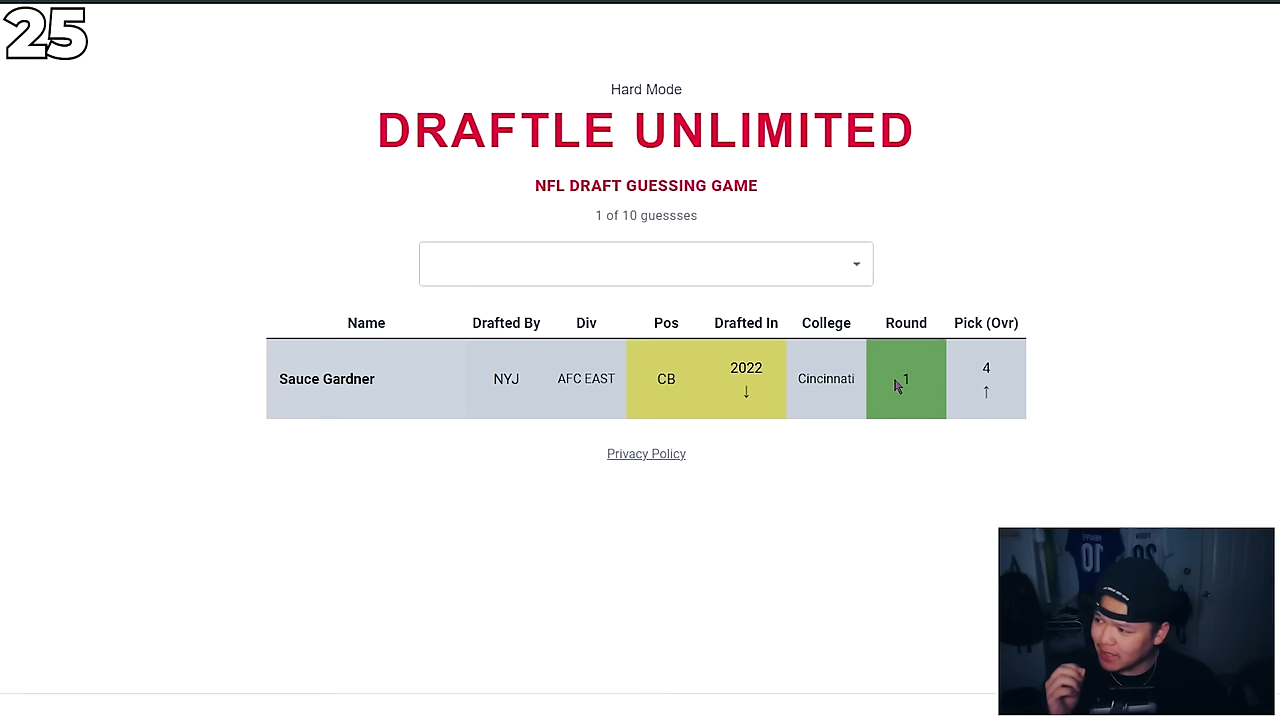 25
Hard Mode
DRAFTLE UNLIMITED
NFL DRAFT GUESSING GAME
1 of 10 guessses
Name Drafted By Div Pos Drafted In College Round Pick (Ovr)
Sauce Gardner NYJ AFC EAST CB 2022 ↓ Cincinnati 1 4 ↑
Privacy Policy
10